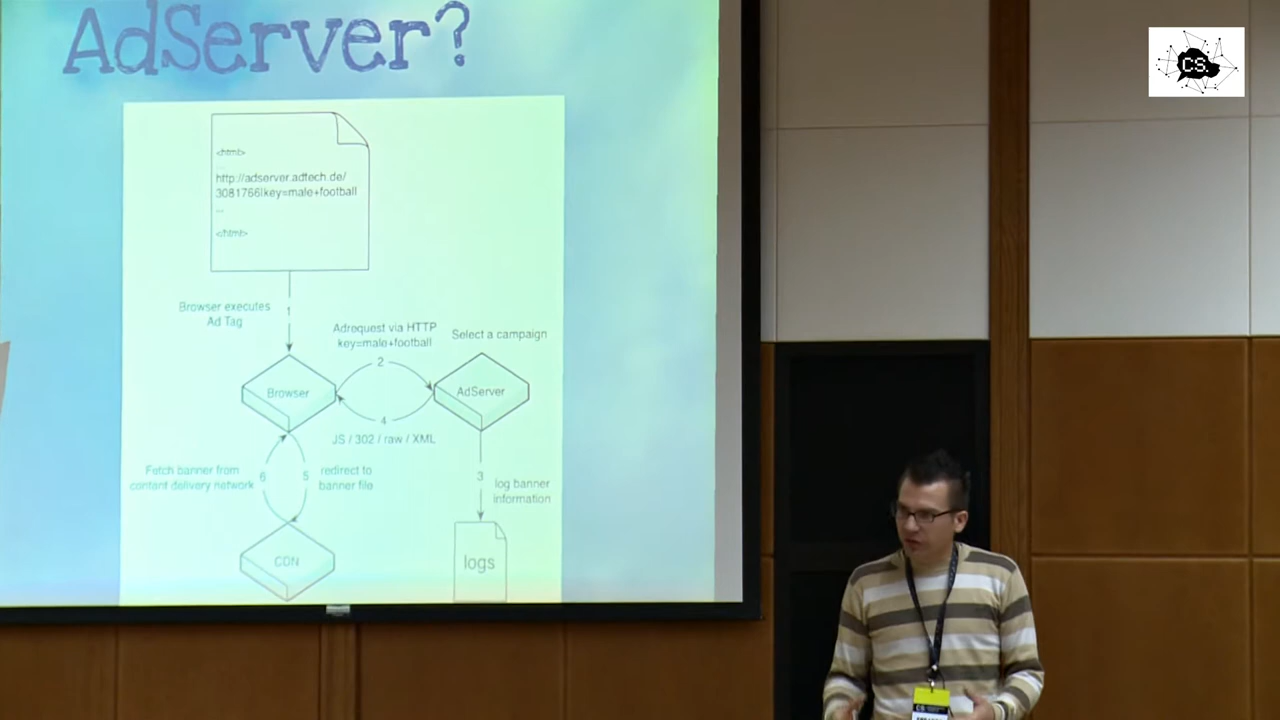 AdServer?
<html>
...
http://adserver.adtech.de/
3081766|key=male+football
...
</html>
Browser executes
Ad Tag
1
Adrequest via HTTP
key=male+football
Select a campaign
2
Browser
AdServer
4
JS / 302 / raw / XML
Fetch banner from
content delivery network
6
5
redirect to
banner file
3
log banner
information
CDN
logs
CS.
CS.